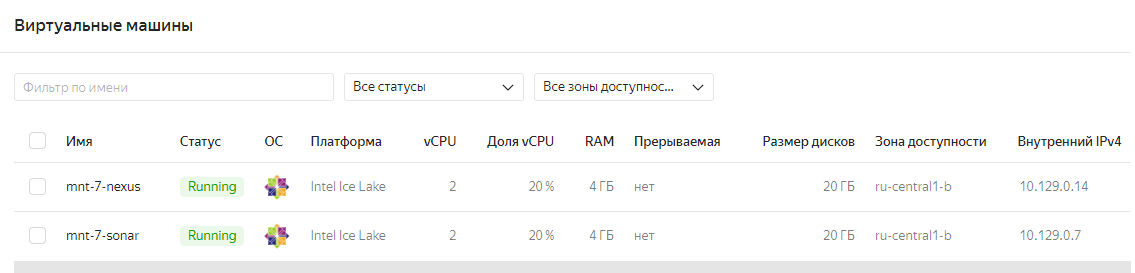 Виртуальные машины
Фильтр по имени Все статусы Все зоны доступнос...
Имя Статус ОС Платформа vCPU Доля vCPU RAM Прерываемая Размер дисков Зона доступности Внутренний IPv4
mnt-7-nexus Running Intel Ice Lake 2 20 % 4 ГБ нет 20 ГБ ru-central1-b 10.129.0.14
mnt-7-sonar Running Intel Ice Lake 2 20 % 4 ГБ нет 20 ГБ ru-central1-b 10.129.0.7